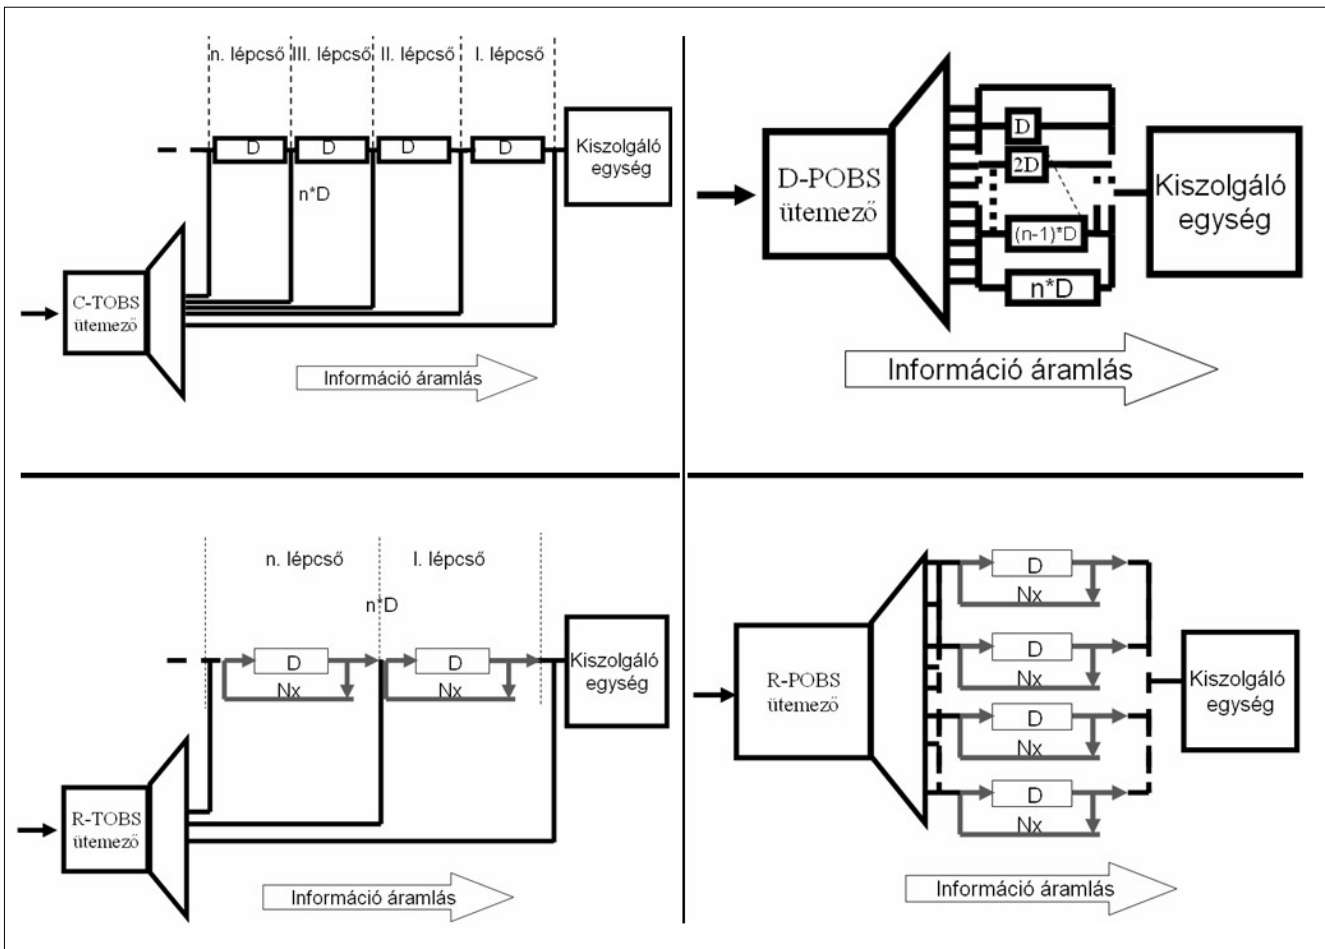 n. lépcső III. lépcső II. lépcső I. lépcső
D D D D
Kiszolgáló
egység
n*D
C-TOBS
ütemező
Információ áramlás
D
2D
(n-1)*D
n*D
D-POBS
ütemező
Kiszolgáló
egység
Információ áramlás
n. lépcső I. lépcső
n*D
D D
Nx Nx
Kiszolgáló
egység
R-TOBS
ütemező
Információ áramlás
D
Nx
D
Nx
D
Nx
D
Nx
R-POBS
ütemező
Kiszolgáló
egység
Információ áramlás